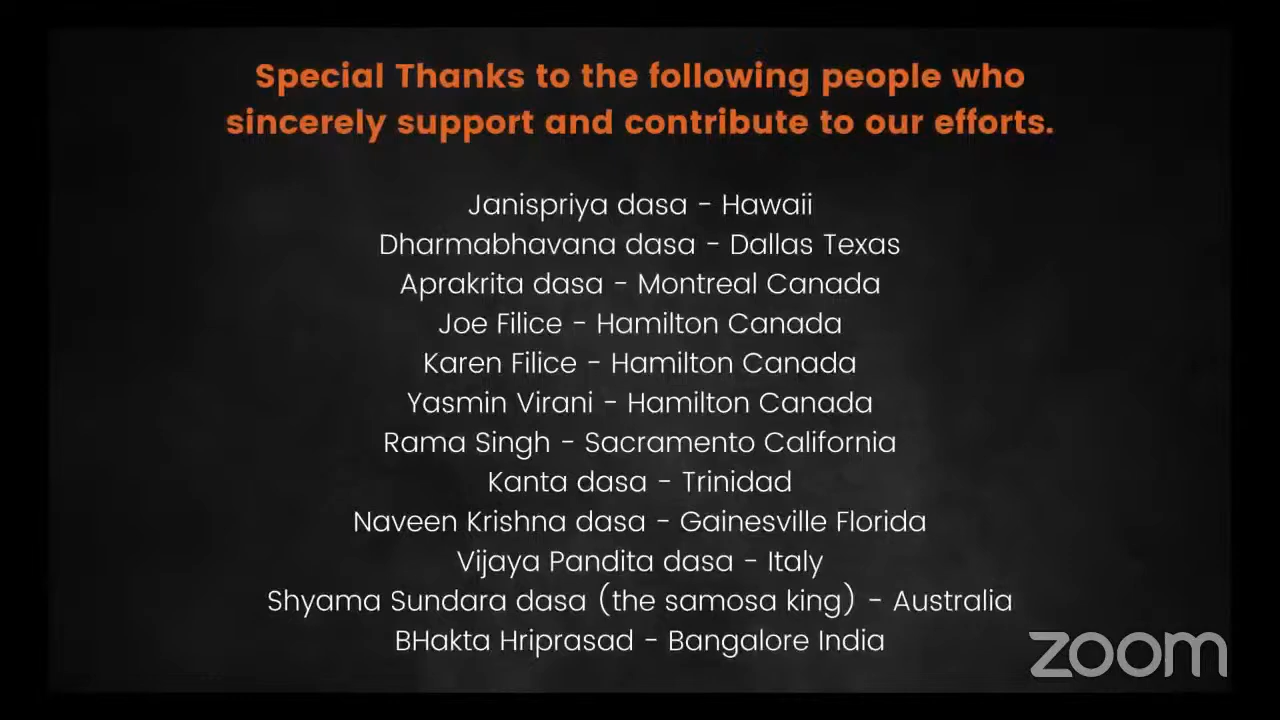 Special Thanks to the following people who
sincerely support and contribute to our efforts.
Janispriya dasa - Hawaii
Dharmabhavana dasa - Dallas Texas
Aprakrita dasa - Montreal Canada
Joe Filice - Hamilton Canada
Karen Filice - Hamilton Canada
Yasmin Virani - Hamilton Canada
Rama Singh - Sacramento California
Kanta dasa - Trinidad
Naveen Krishna dasa - Gainesville Florida
Vijaya Pandita dasa - Italy
Shyama Sundara dasa (the samosa king) - Australia
BHakta Hriprasad - Bangalore India
zoom